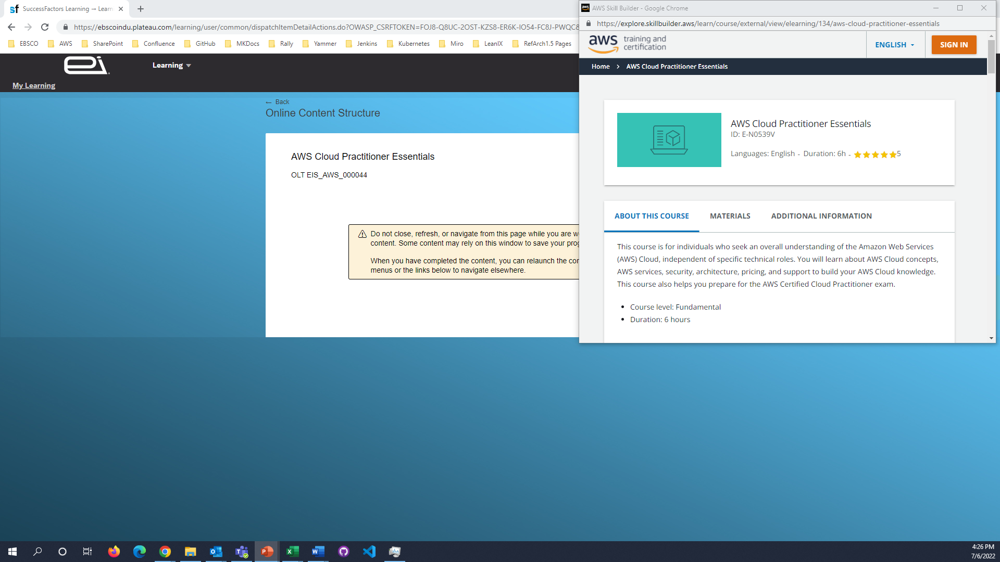 SuccessFactors Learning → Learn
https://ebscoindu.plateau.com/learning/user/common/dispatchItemDetailActions.do?OWASP_CSRFTOKEN=FOJ8-Q8UC-2OST-KZS8-ER6K-IO54-FC8J-PWQC&
EBSCO AWS SharePoint Confluence GitHub MKDocs Rally Yammer Jenkins Kubernetes Miro LeanIX RefArch1.5 Pages
ei
Learning
My Learning
← Back
Online Content Structure
AWS Cloud Practitioner Essentials
OLT EIS_AWS_000044
Do not close, refresh, or navigate from this page while you are w
content. Some content may rely on this window to save your prog
When you have completed the content, you can relaunch the con
menus or the links below to navigate elsewhere.
AWS Skill Builder - Google Chrome
https://explore.skillbuilder.aws/learn/course/external/view/elearning/134/aws-cloud-practitioner-essentials
aws training and
certification
ENGLISH
SIGN IN
Home > AWS Cloud Practitioner Essentials
AWS Cloud Practitioner Essentials
ID: E-N0539V
Languages: English - Duration: 6h - 5
ABOUT THIS COURSE MATERIALS ADDITIONAL INFORMATION
This course is for individuals who seek an overall understanding of the Amazon Web Services
(AWS) Cloud, independent of specific technical roles. You will learn about AWS Cloud concepts,
AWS services, security, architecture, pricing, and support to build your AWS Cloud knowledge.
This course also helps you prepare for the AWS Certified Cloud Practitioner exam.
• Course level: Fundamental
• Duration: 6 hours
4:26 PM
7/6/2022